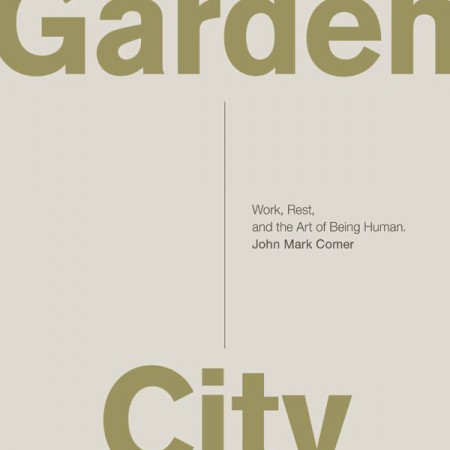 Garden
Work, Rest,
and the Art of Being Human.
John Mark Comer
City